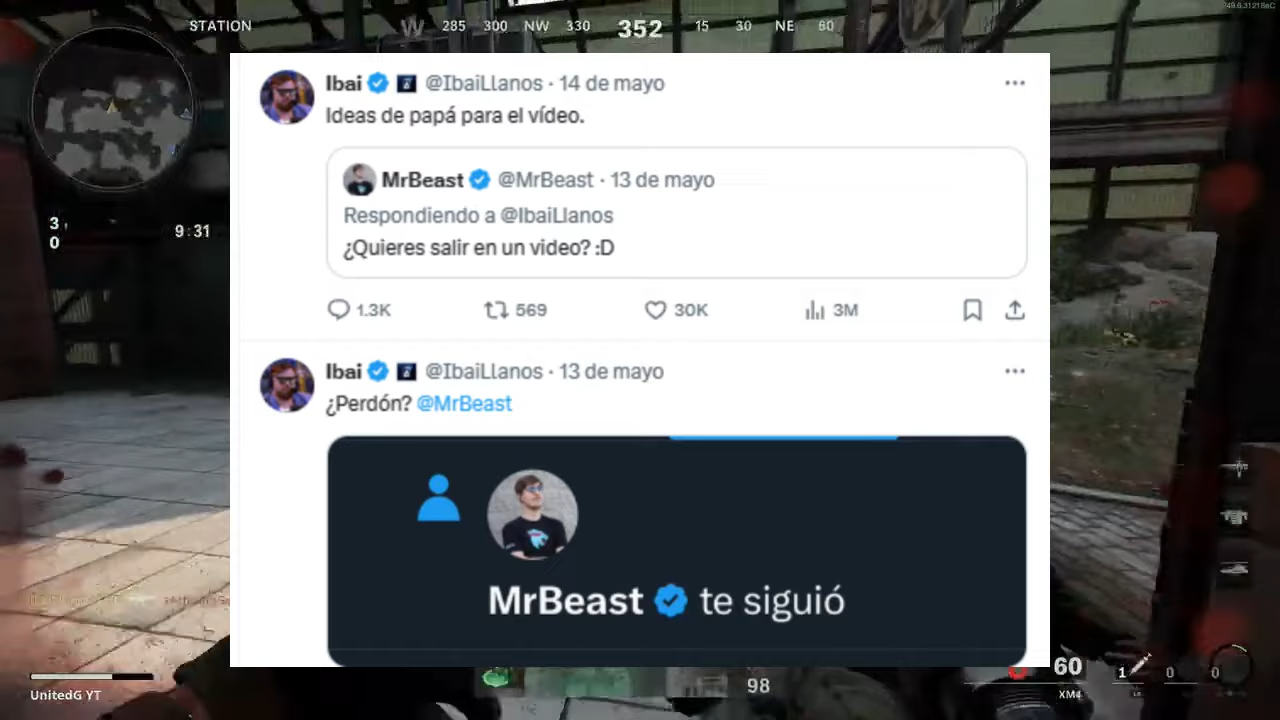 STATION
W 285 300 NW 330 352 15 30 NE 60
Ibai @IbaiLlanos · 14 de mayo
Ideas de papá para el vídeo.
MrBeast @MrBeast · 13 de mayo
Respondiendo a @IbaiLlanos
¿Quieres salir en un video? :D
1.3K 569 30K 3M
3
0
9:31
Ibai @IbaiLlanos · 13 de mayo
¿Perdón? @MrBeast
MrBeast te siguió
UnitedG YT
98
60
XM4
1 0 0